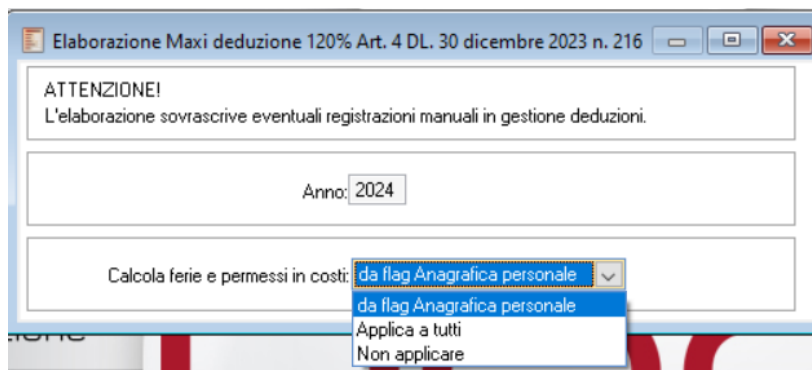 Elaborazione Maxi deduzione 120% Art. 4 DL. 30 dicembre 2023 n. 216
ATTENZIONE!
L'elaborazione sovrascrive eventuali registrazioni manuali in gestione deduzioni.
Anno: 2024
Calcola ferie e permessi in costi: da flag Anagrafica personale
da flag Anagrafica personale
Applica a tutti
Non applicare